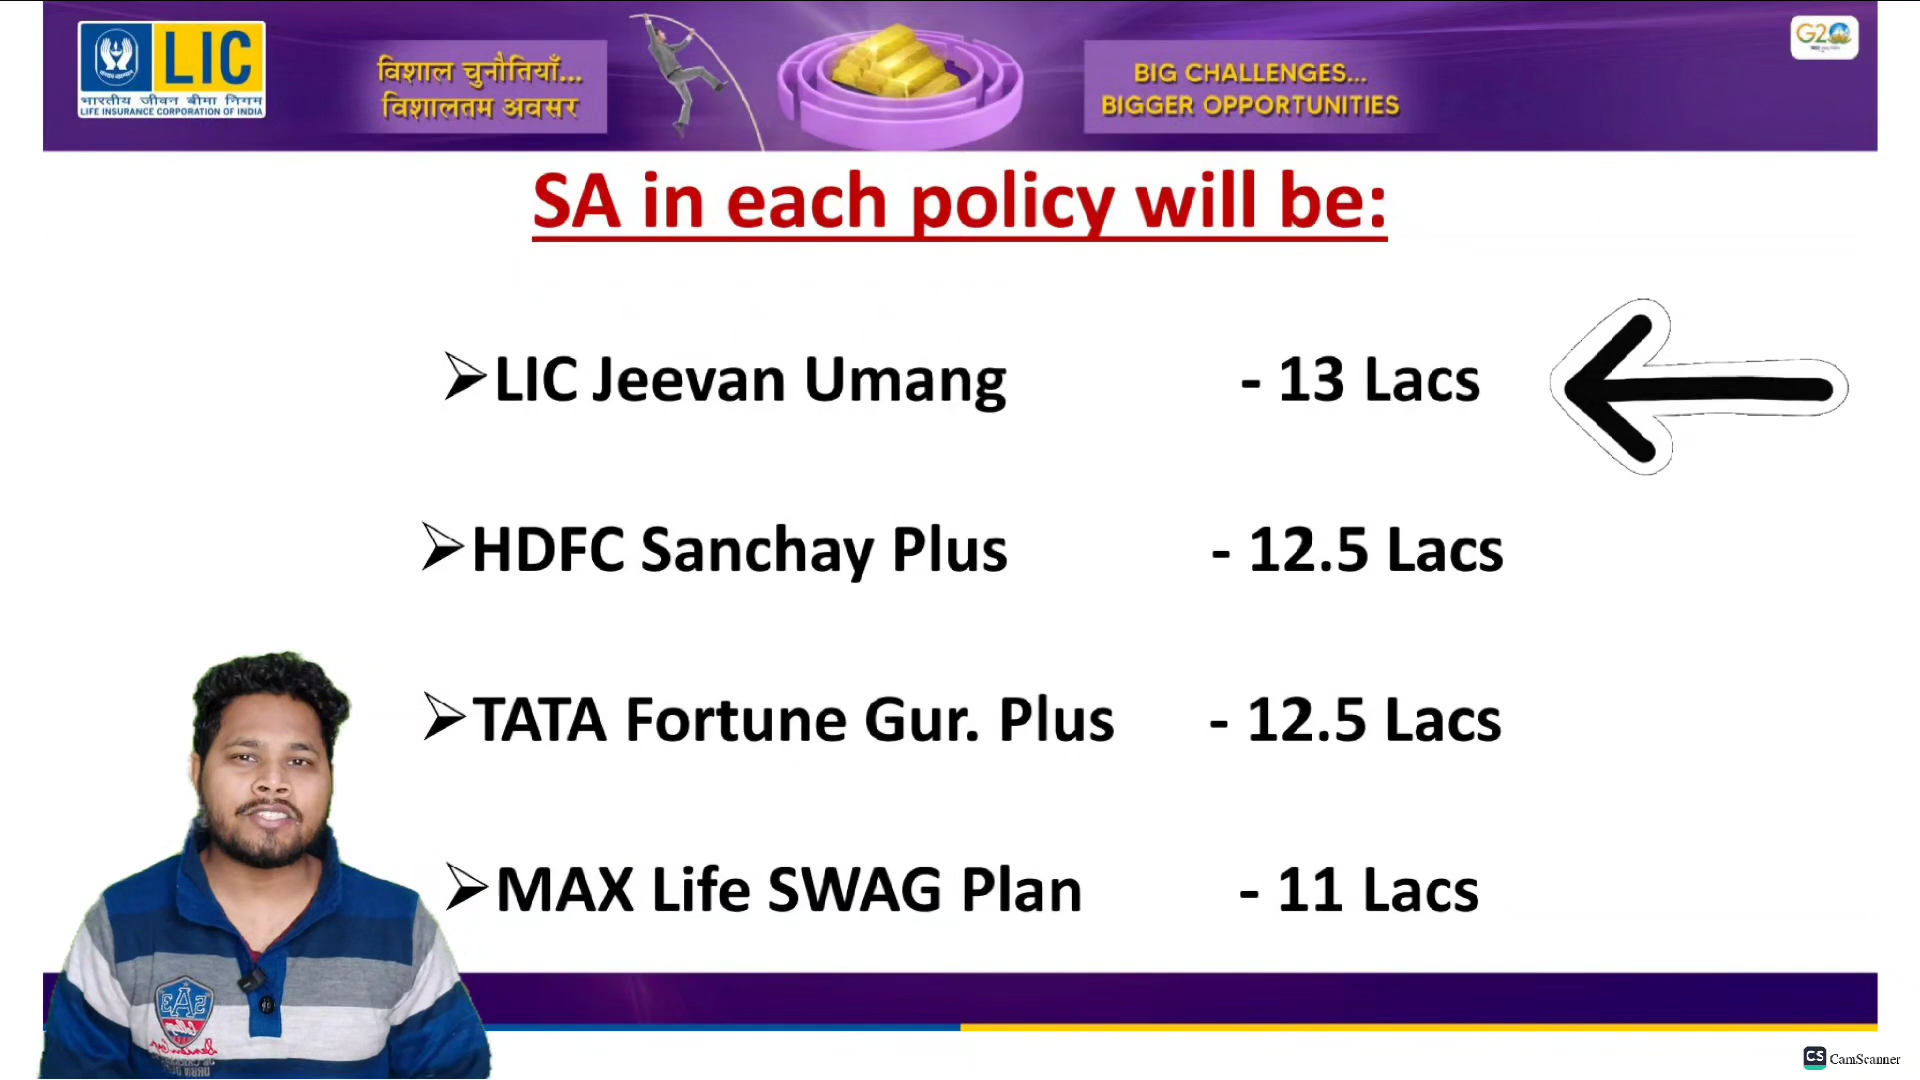 LIC
भारतीय जीवन बीमा निगम
LIFE INSURANCE CORPORATION OF INDIA
विशाल चुनौतियाँ...
विशालतम अवसर
BIG CHALLENGES...
BIGGER OPPORTUNITIES
G20
SA in each policy will be:
➢LIC Jeevan Umang - 13 Lacs
➢HDFC Sanchay Plus - 12.5 Lacs
➢TATA Fortune Gur. Plus - 12.5 Lacs
➢MAX Life SWAG Plan - 11 Lacs
CS CamScanner